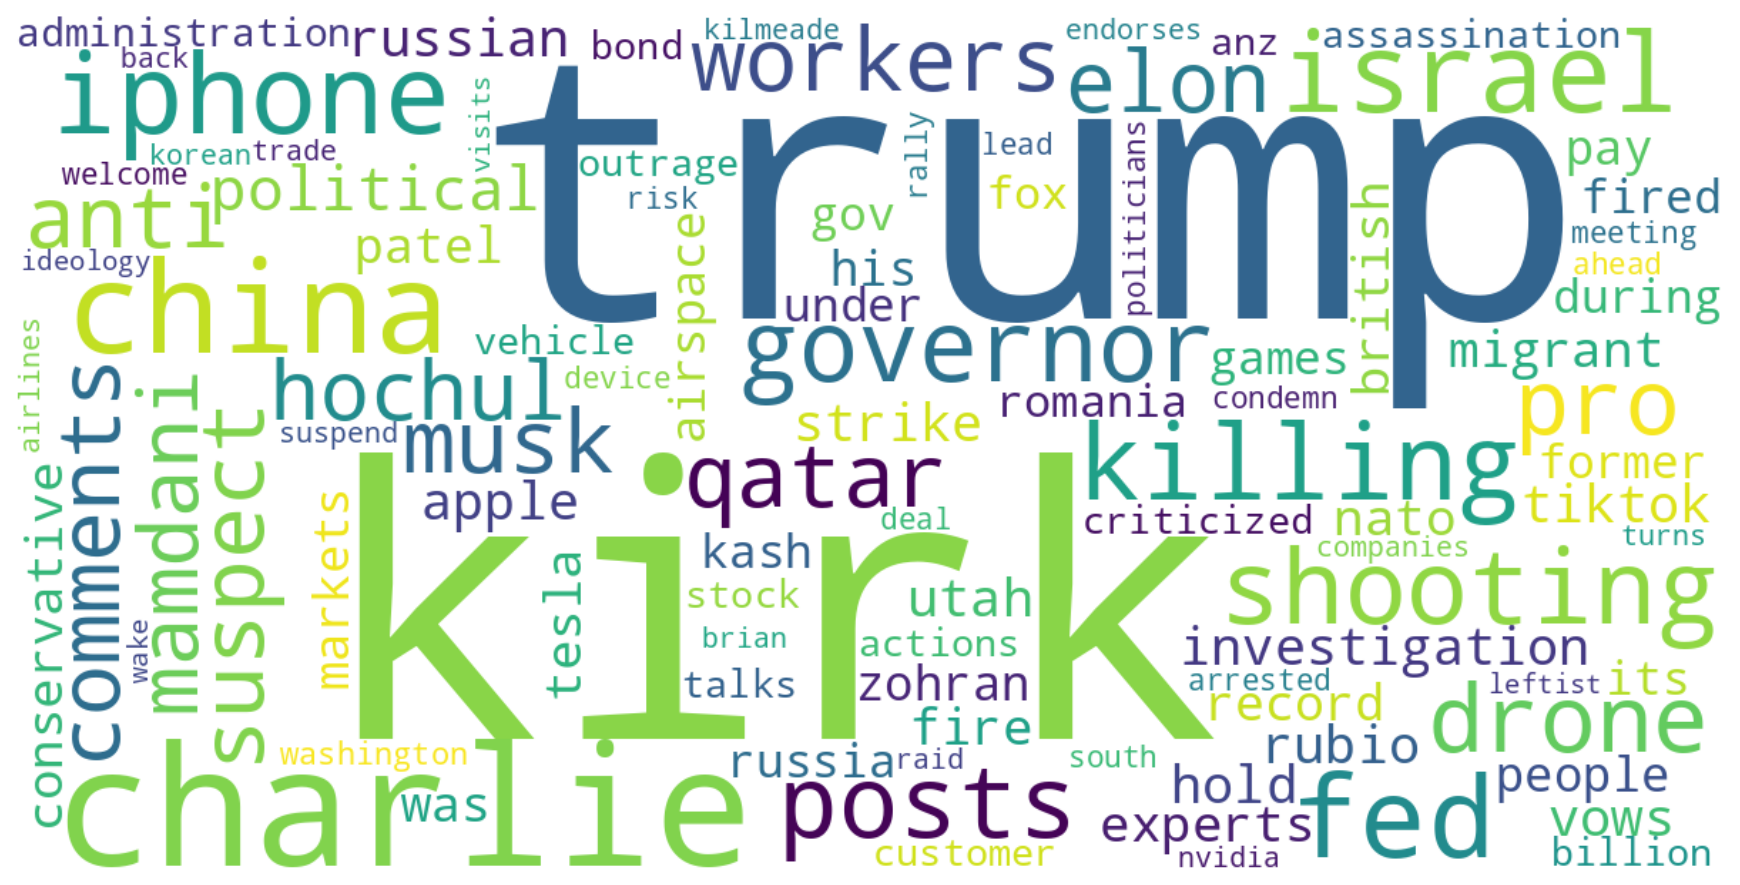 administration
russian
bond
kilmeade
endorses
anz
assassination
back
iphone
workers
elon
israel
visits
trump
korean
trade
outrage
rally
lead
politicians
pay
welcome
political
risk
fox
fired
anti
patel
airspace
gov
his
british
meeting
ideology
ahead
china
under
during
governor
vehicle
games
migrant
airlines
hochul
device
romania
condemn
pro
comments
mamdani
suspect
suspend
musk
strike
killing
former
kirk
qatar
apple
tiktok
conservative
markets
deal
criticized
nato
turns
kash
companies
tesla
stock
utah
shooting
wake
brian
actions
investigation
talks
zohran
arrested
record
leftist
its
drone
fire
washington
russia
raid
south
rubio
charlie
was
posts
hold
fed
people
experts
vows
customer
nvidia
billion